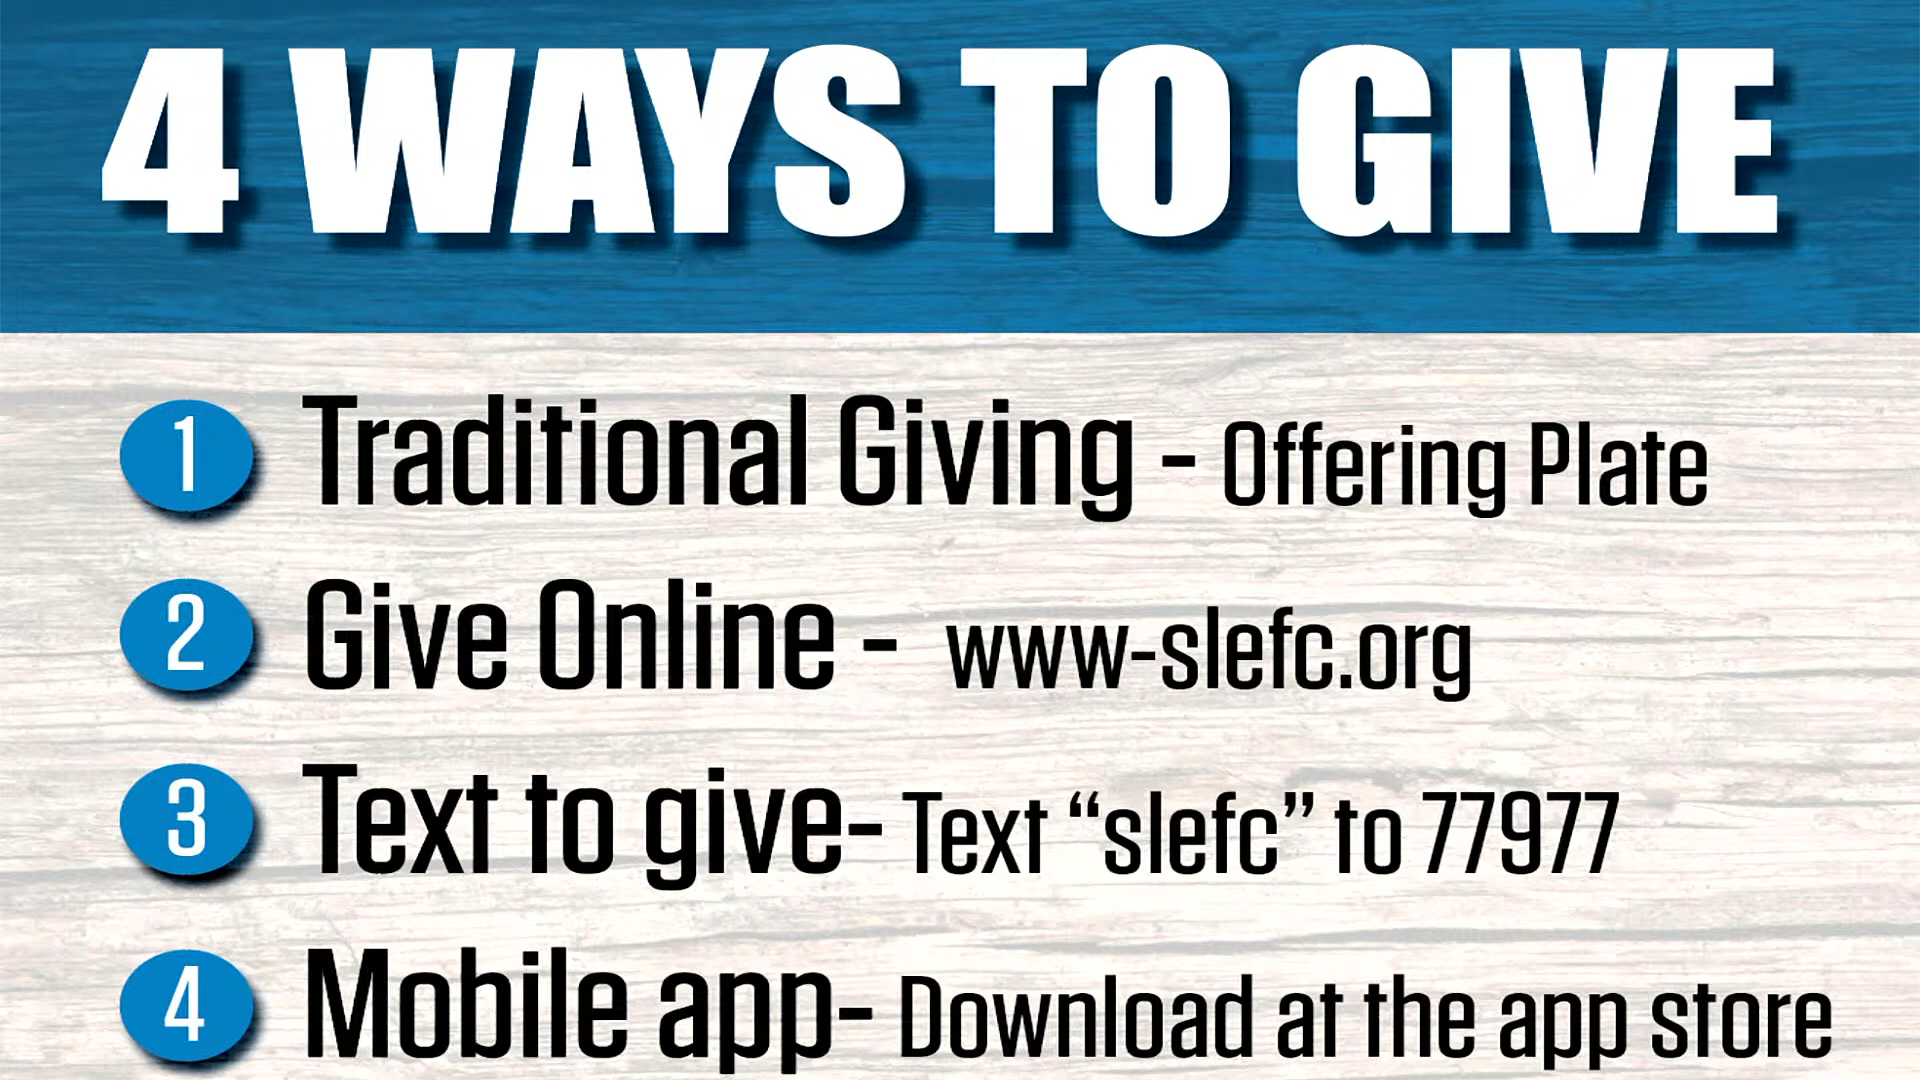 4 WAYS TO GIVE
1 Traditional Giving - Offering Plate
2 Give Online - www-slefc.org
3 Text to give- Text “slefc” to 77977
4 Mobile app- Download at the app store